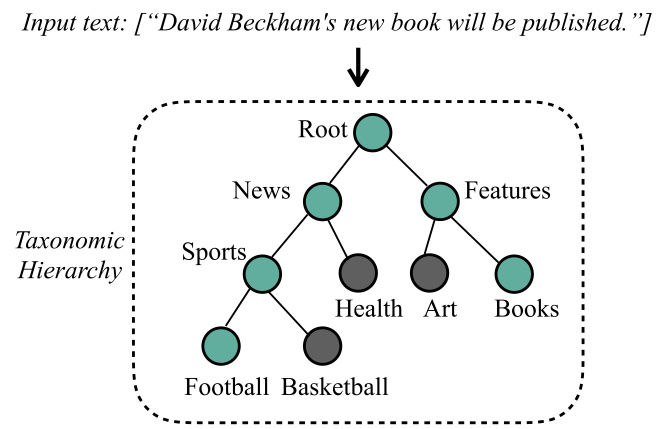 Input text: [“David Beckham's new book will be published.”]
Root
News
Features
Taxonomic
Hierarchy
Sports
Health
Art
Books
Football
Basketball